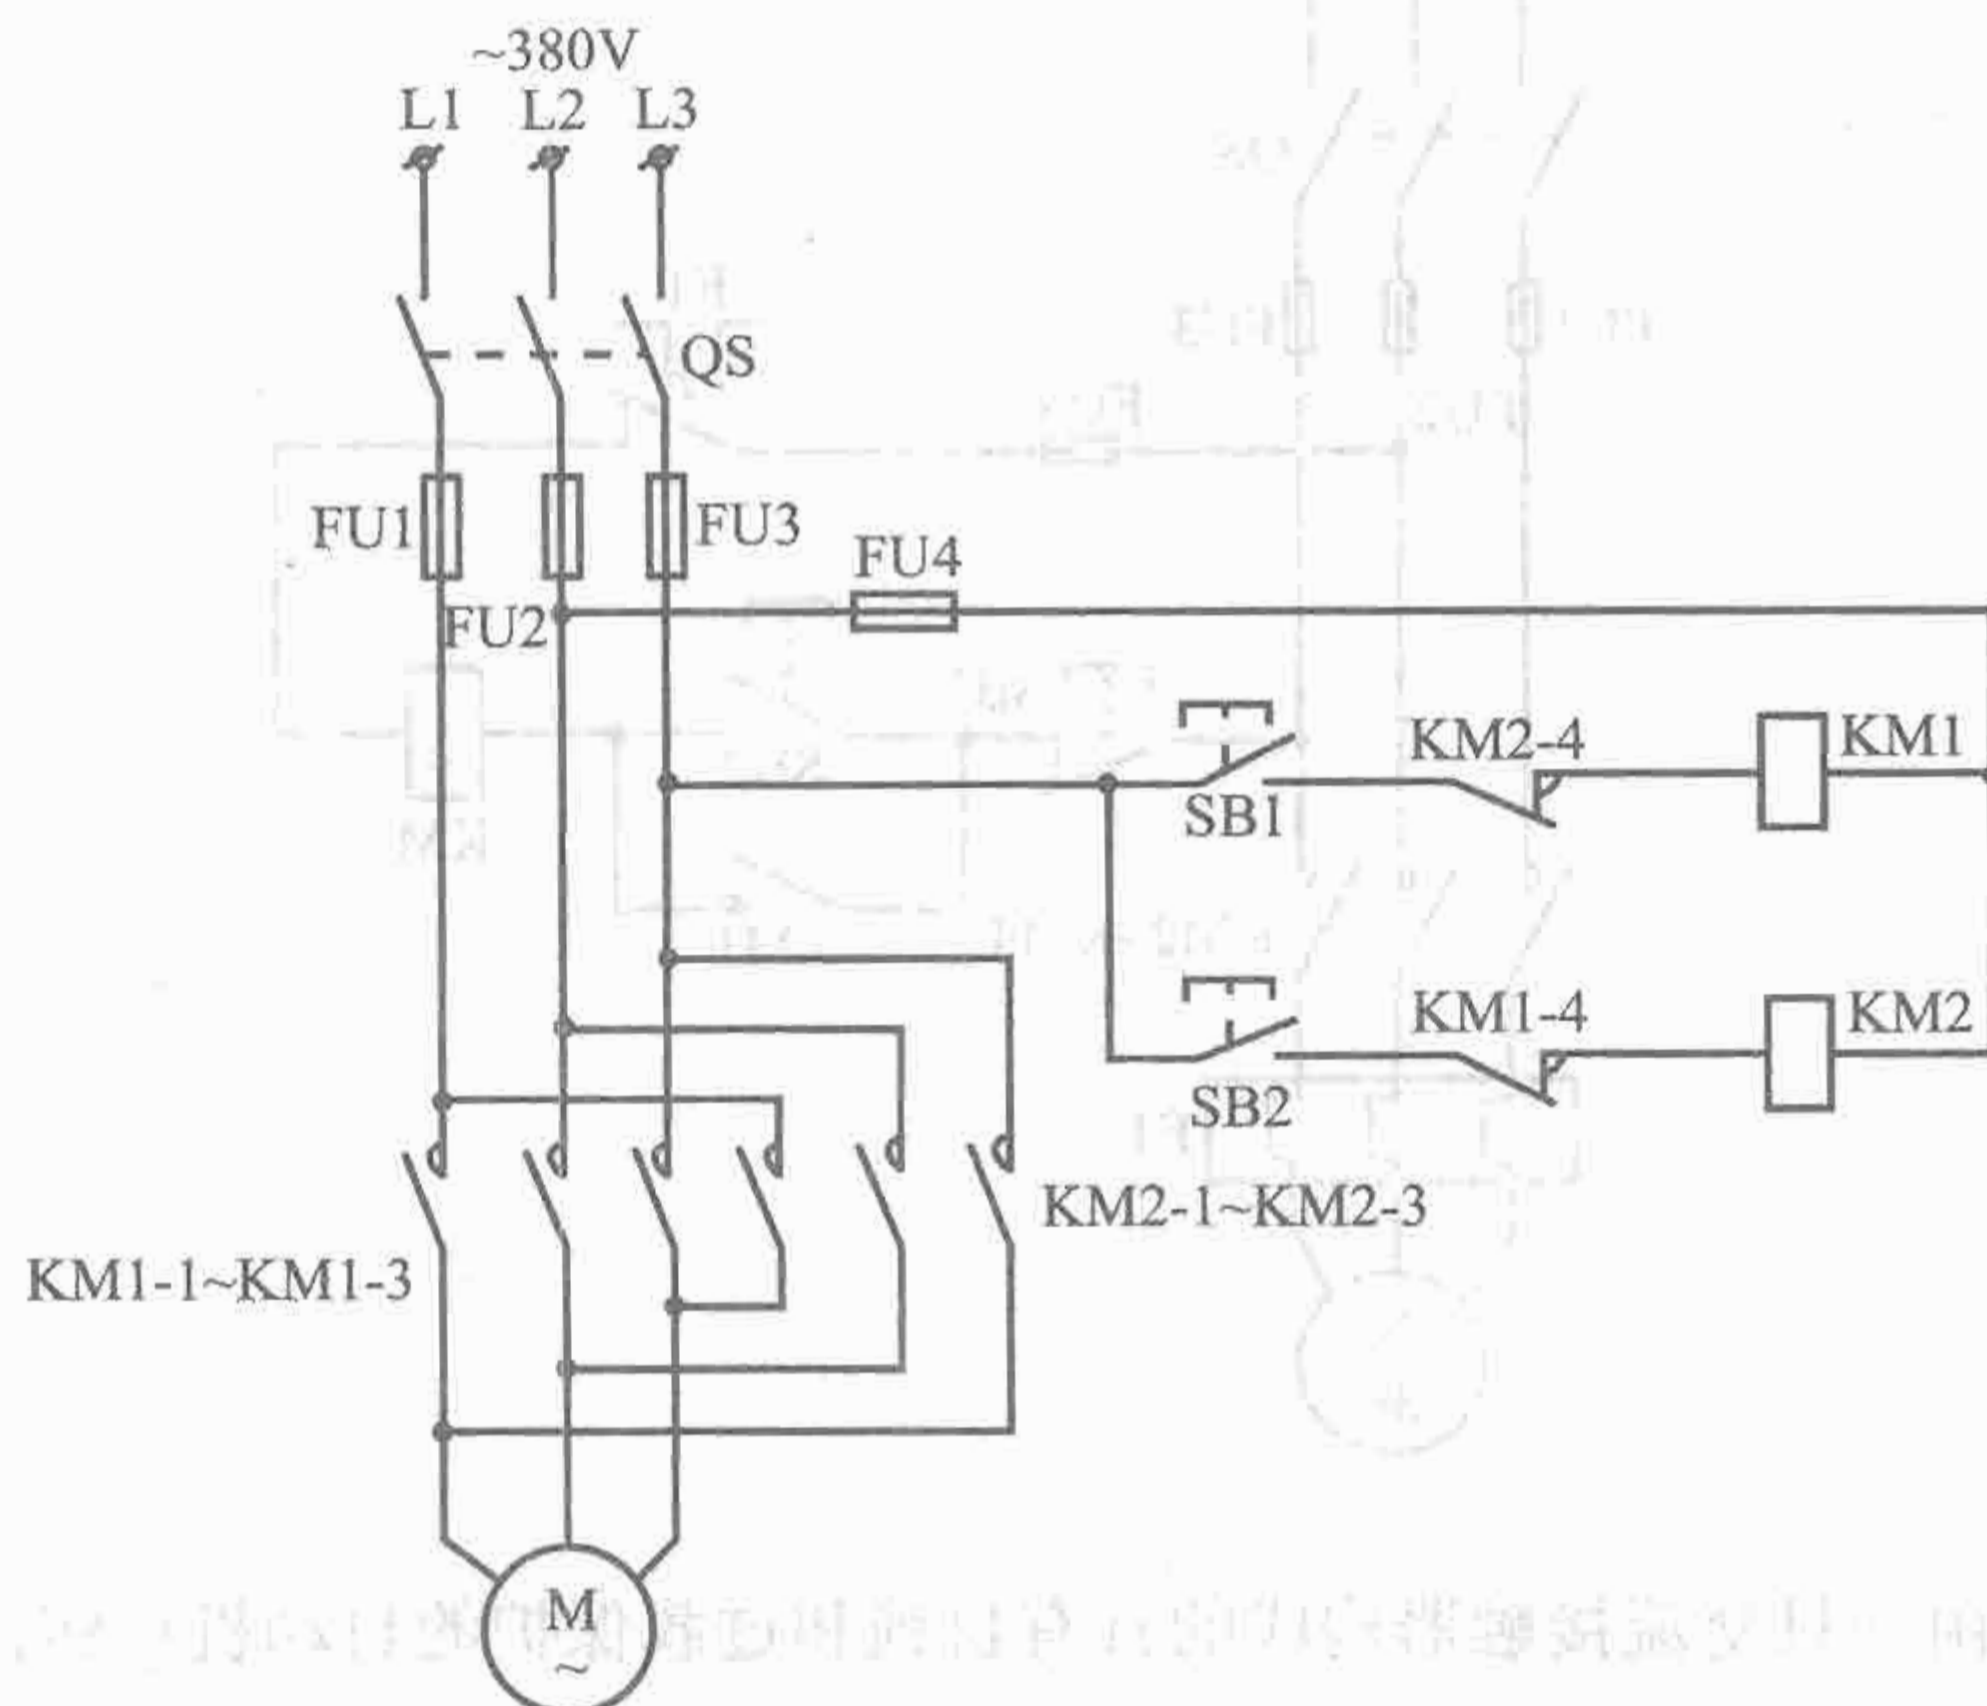 ~380V
L1 L2 L3
QS
FU1
FU3
FU4
FU2
KM2-4
KM1
SB1
KM1-4
KM2
SB2
KM2-1~KM2-3
KM1-1~KM1-3
M
~